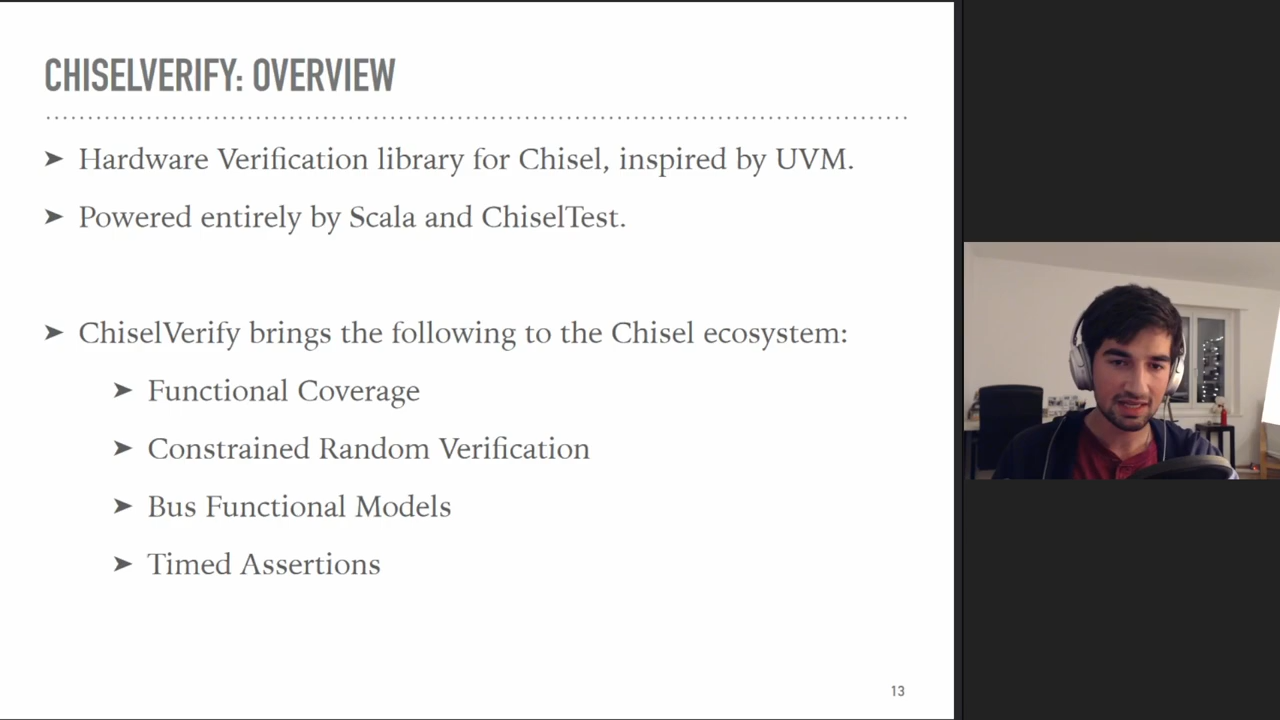 CHISELVERIFY: OVERVIEW
➤ Hardware Verification library for Chisel, inspired by UVM.
➤ Powered entirely by Scala and ChiselTest.
➤ ChiselVerify brings the following to the Chisel ecosystem:
➤ Functional Coverage
➤ Constrained Random Verification
➤ Bus Functional Models
➤ Timed Assertions
13